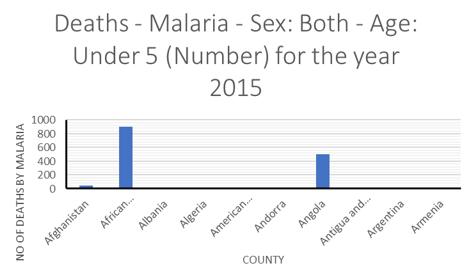 Deaths - Malaria - Sex: Both - Age:
Under 5 (Number) for the year
2015
NO OF DEATHS BY MALARIA
1000
800
600
400
200
0
Afghanistan
African...
Albania
Algeria
American...
Andorra
Angola
Antigua and...
Argentina
Armenia
COUNTY